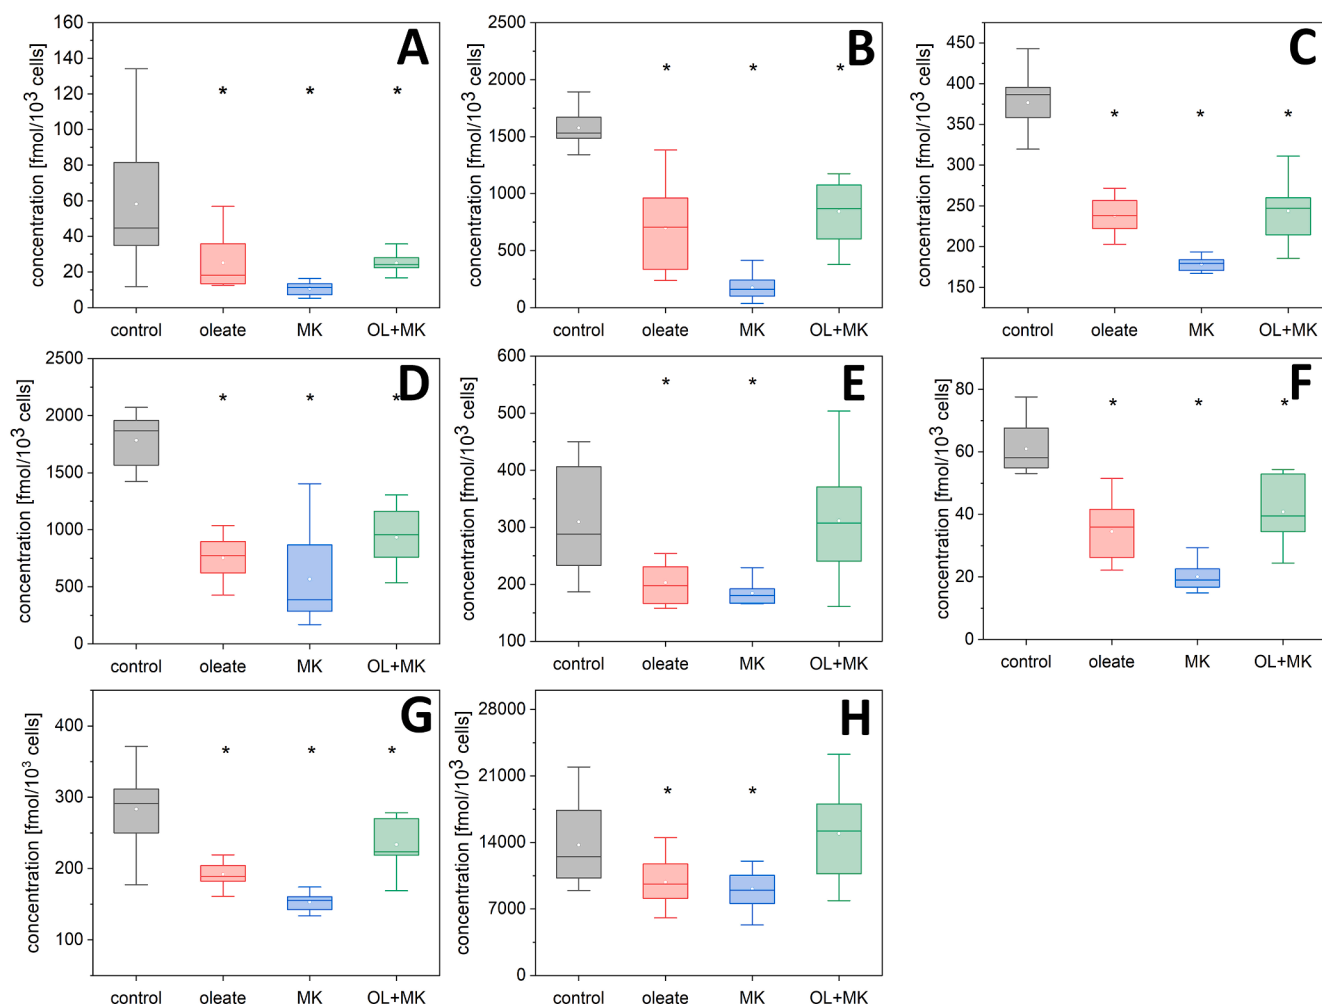 A
concentration [fmol/10³ cells]
160
140
120
100
80
60
40
20
0
* * *
control oleate MK OL+MK
B
concentration [fmol/10³ cells]
2500
2000
1500
1000
500
0
* * *
control oleate MK OL+MK
C
concentration [fmol/10³ cells]
450
400
350
300
250
200
150
* * *
control oleate MK OL+MK
D
concentration [fmol/10³ cells]
2500
2000
1500
1000
500
0
* * *
control oleate MK OL+MK
E
concentration [fmol/10³ cells]
600
500
400
300
200
100
* *
control oleate MK OL+MK
F
concentration [fmol/10³ cells]
80
60
40
20
0
* * *
control oleate MK OL+MK
G
concentration [fmol/10³ cells]
400
300
200
100
* * *
control oleate MK OL+MK
H
concentration [fmol/10³ cells]
28000
21000
14000
7000
0
* *
control oleate MK OL+MK